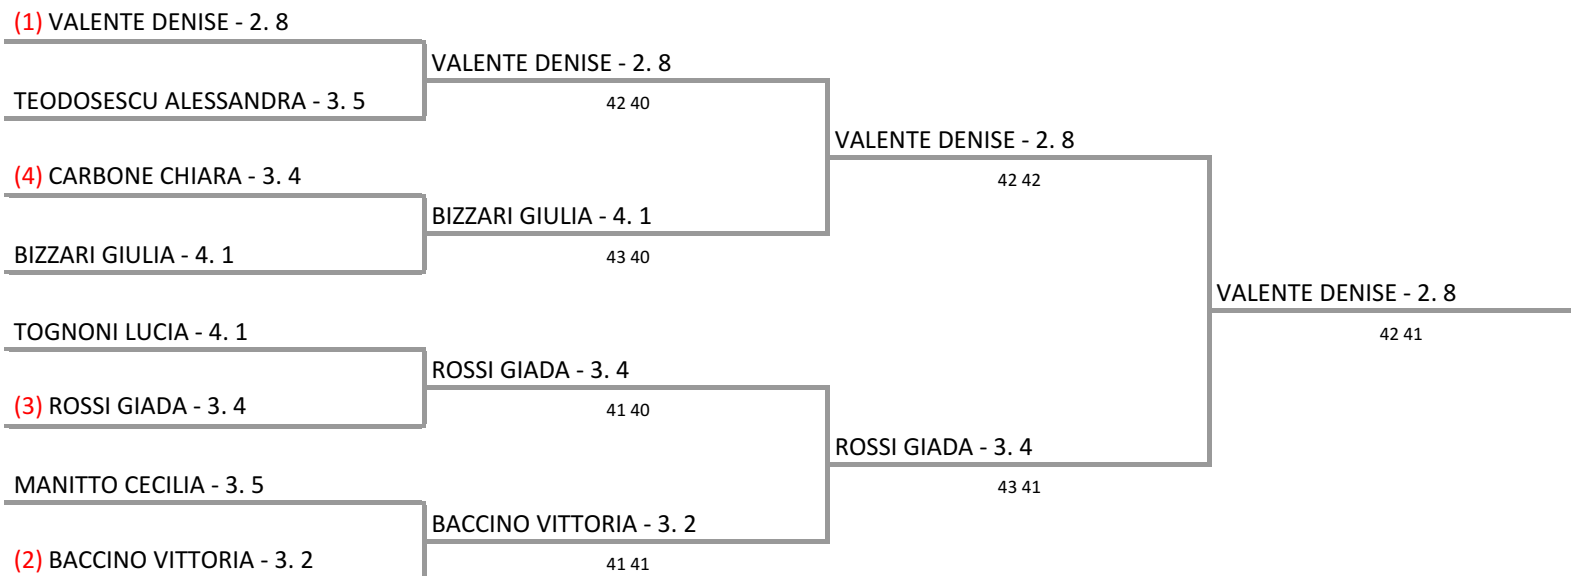 (1) VALENTE DENISE - 2. 8
VALENTE DENISE - 2. 8
TEODOSESCU ALESSANDRA - 3. 5
42 40
VALENTE DENISE - 2. 8
42 42
(4) CARBONE CHIARA - 3. 4
BIZZARI GIULIA - 4. 1
BIZZARI GIULIA - 4. 1
43 40
VALENTE DENISE - 2. 8
42 41
TOGNONI LUCIA - 4. 1
ROSSI GIADA - 3. 4
(3) ROSSI GIADA - 3. 4
41 40
ROSSI GIADA - 3. 4
43 41
MANITTO CECILIA - 3. 5
BACCINO VITTORIA - 3. 2
(2) BACCINO VITTORIA - 3. 2
41 41